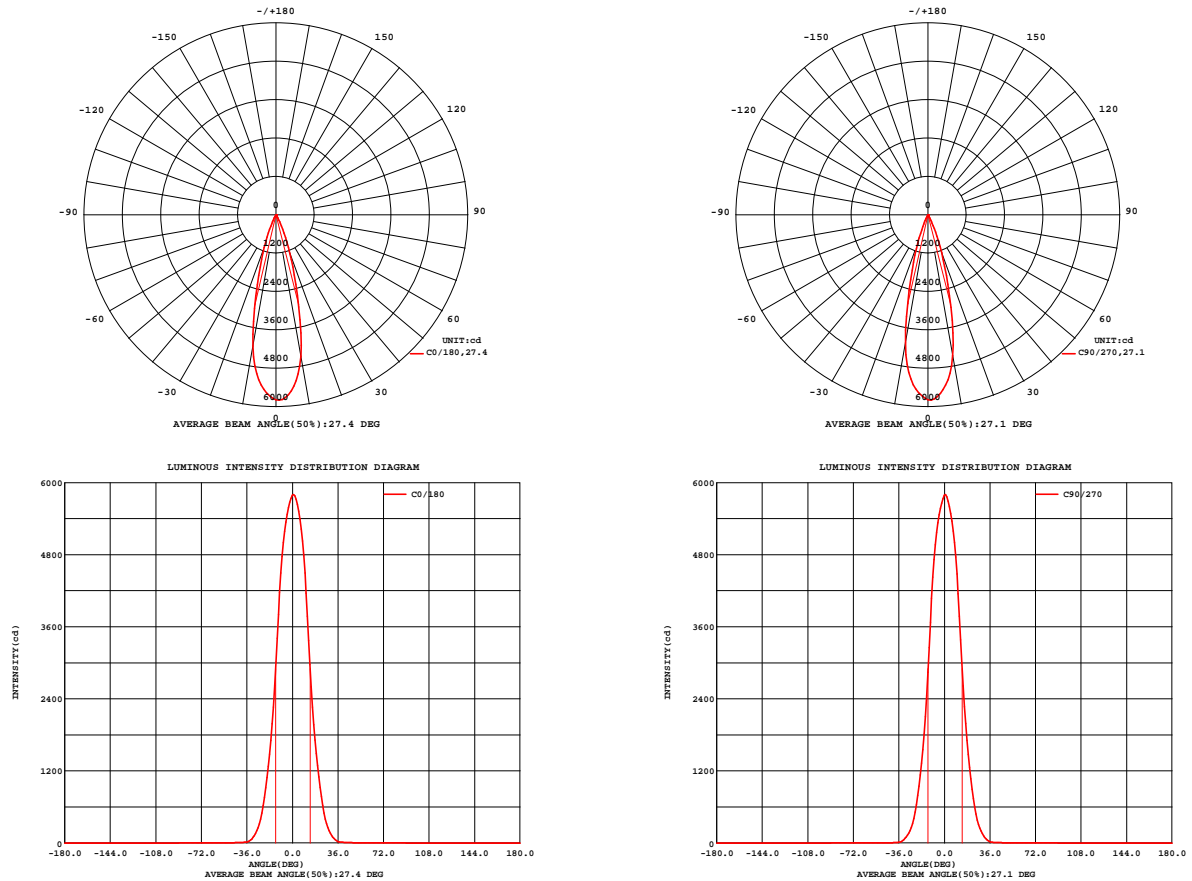 -/+180
-150 150
-120 120
-90 90
0
1200
2400
3600
4800
6000
-60 60
-30 30
0
UNIT:cd
C0/180,27.4
AVERAGE BEAM ANGLE(50%):27.4 DEG
-/+180
-150 150
-120 120
-90 90
0
1200
2400
3600
4800
6000
-60 60
-30 30
0
UNIT:cd
C90/270,27.1
AVERAGE BEAM ANGLE(50%):27.1 DEG
LUMINOUS INTENSITY DISTRIBUTION DIAGRAM
C0/180
INTENSITY(cd)
6000
4800
3600
2400
1200
0
-180.0 -144.0 -108.0 -72.0 -36.0 0.0 36.0 72.0 108.0 144.0 180.0
ANGLE(DEG)
AVERAGE BEAM ANGLE(50%):27.4 DEG
LUMINOUS INTENSITY DISTRIBUTION DIAGRAM
C90/270
INTENSITY(cd)
6000
4800
3600
2400
1200
0
-180.0 -144.0 -108.0 -72.0 -36.0 0.0 36.0 72.0 108.0 144.0 180.0
ANGLE(DEG)
AVERAGE BEAM ANGLE(50%):27.1 DEG